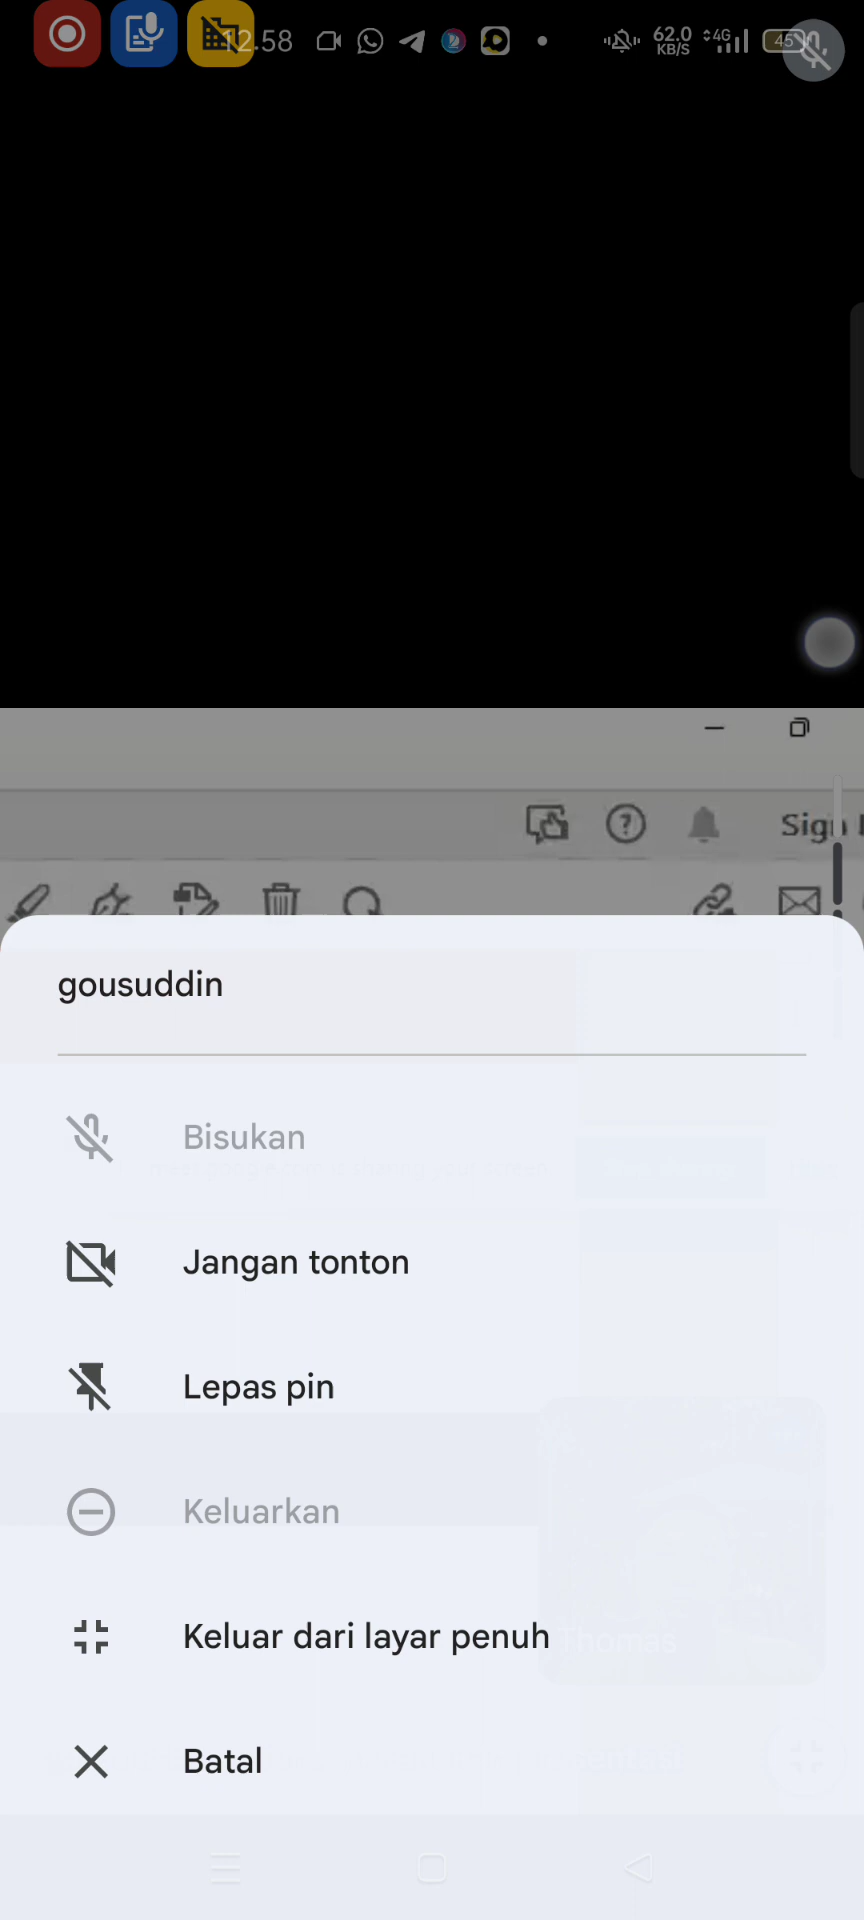 12.58
62.0
KB/S
4G
45
Sign
gousuddin
Bisukan
Jangan tonton
Lepas pin
Keluarkan
Keluar dari layar penuh
Thomas
Batal